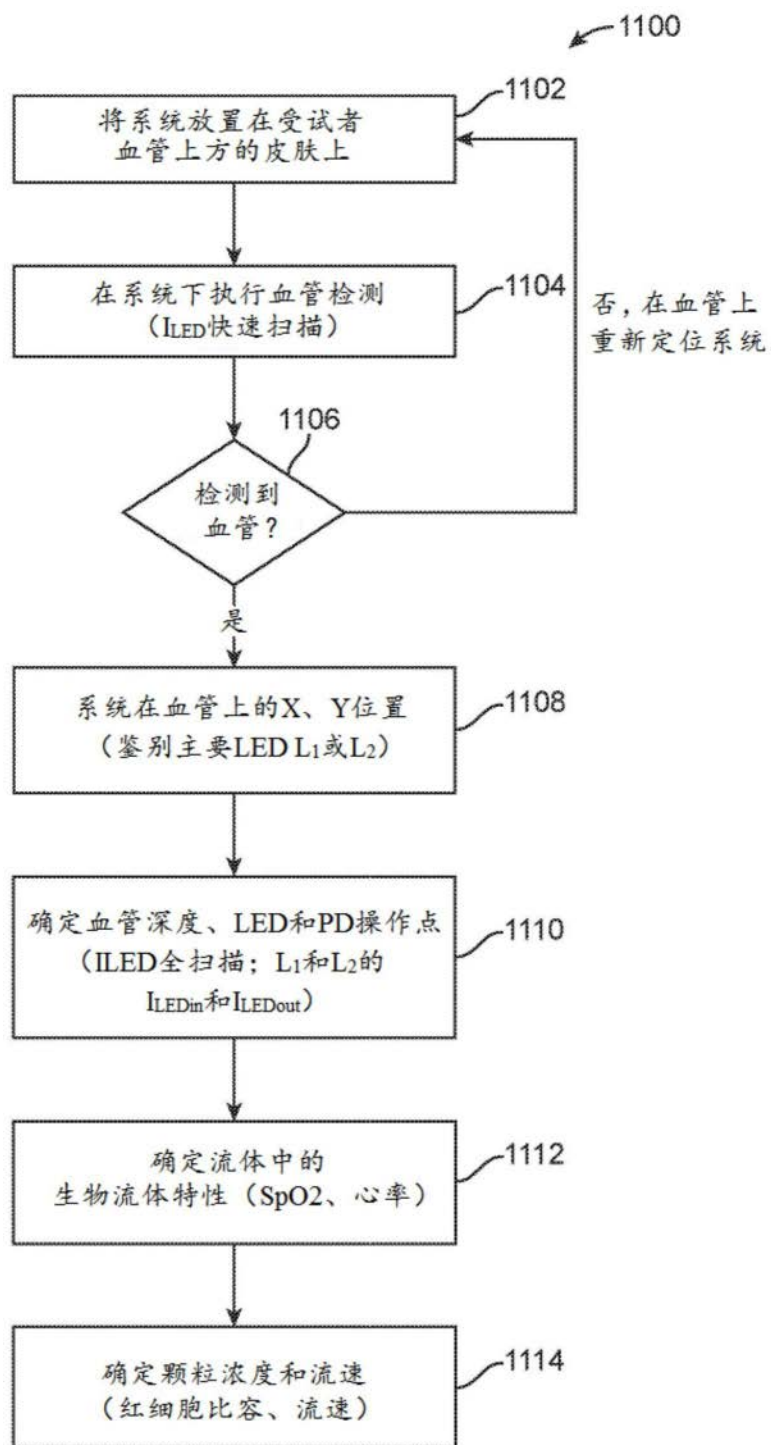 1100
1102
将系统放置在受试者
血管上方的皮肤上
1104
在系统下执行血管检测
（ILED快速扫描）
否，在血管上
重新定位系统
1106
检测到
血管？
是
1108
系统在血管上的X、Y位置
（鉴别主要LED L1或L2）
1110
确定血管深度、LED和PD操作点
（ILED全扫描；L1和L2的
ILEDin和ILEDout）
1112
确定流体中的
生物流体特性（SpO2、心率）
1114
确定颗粒浓度和流速
（红细胞比容、流速）